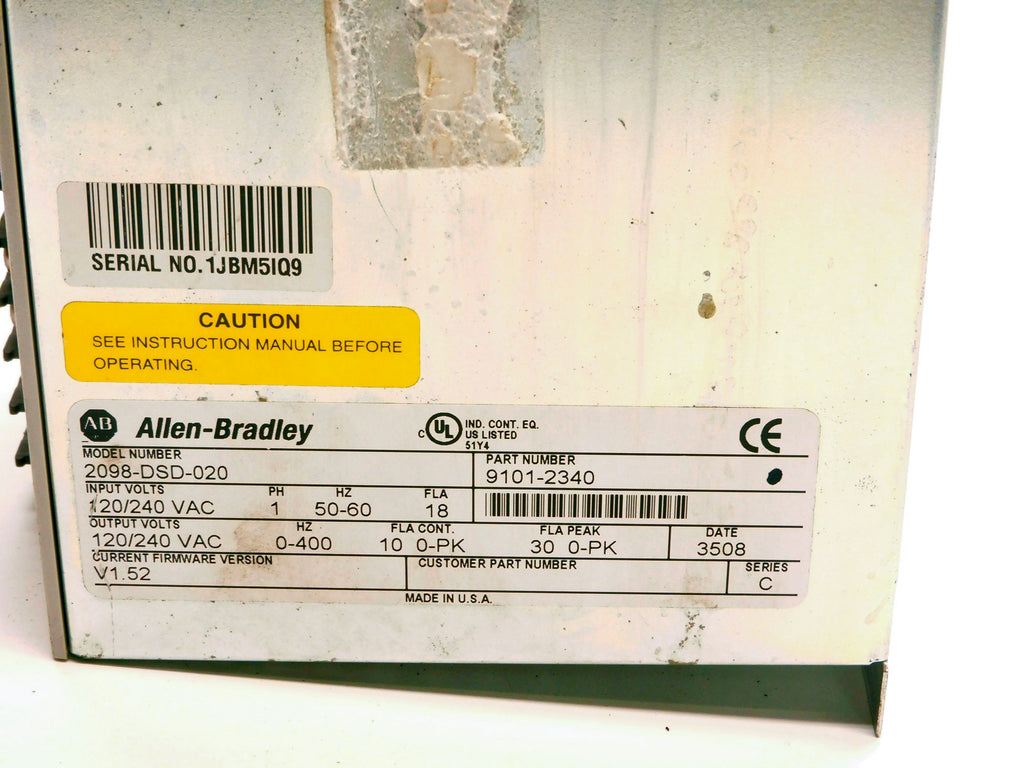 SERIAL NO.1JBM5IQ9
CAUTION
SEE INSTRUCTION MANUAL BEFORE
OPERATING.
AB Allen-Bradley
C UL IND. CONT. EQ.
US LISTED
51Y4
CE
MODEL NUMBER
2098-DSD-020
PART NUMBER
9101-2340
INPUT VOLTS PH HZ FLA
120/240 VAC 1 50-60 18
OUTPUT VOLTS HZ FLA CONT. FLA PEAK DATE
120/240 VAC 0-400 10 0-PK 30 0-PK 3508
CURRENT FIRMWARE VERSION CUSTOMER PART NUMBER SERIES
V1.52 C
MADE IN U.S.A.